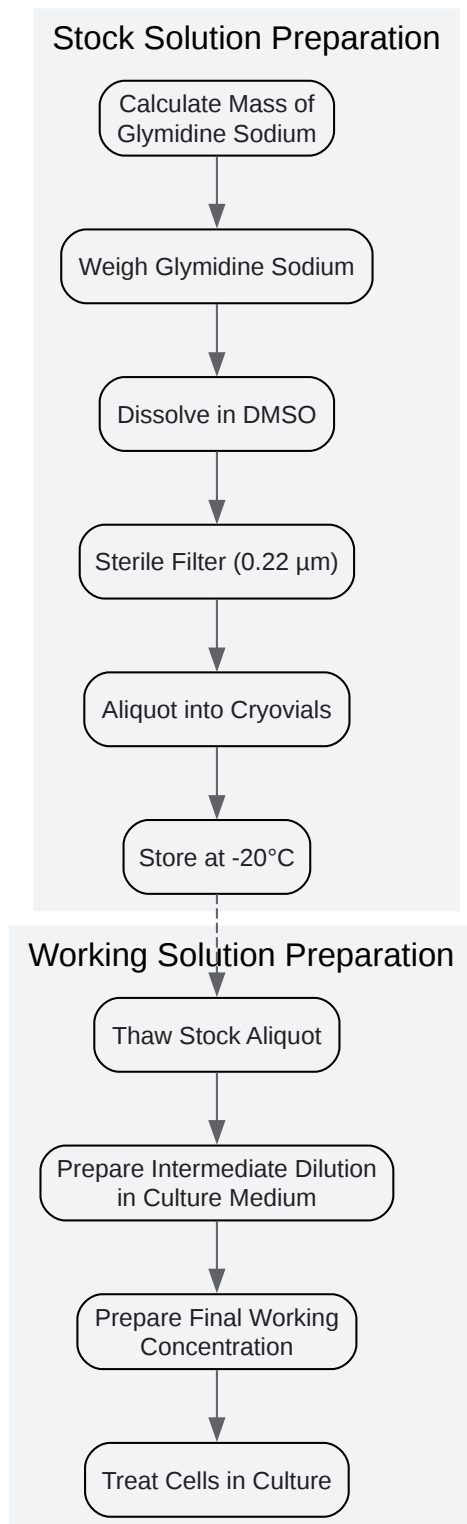 Stock Solution Preparation
Calculate Mass of
Glymidine Sodium
Weigh Glymidine Sodium
Dissolve in DMSO
Sterile Filter (0.22 µm)
Aliquot into Cryovials
Store at -20°C
Working Solution Preparation
Thaw Stock Aliquot
Prepare Intermediate Dilution
in Culture Medium
Prepare Final Working
Concentration
Treat Cells in Culture